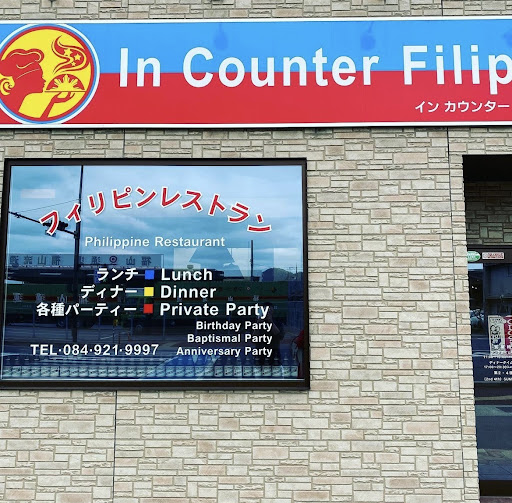 In Counter Filip
イン カウンター
フィリピンレストラン
Philippine Restaurant
ランチ Lunch
ディナー Dinner
各種パーティー Private Party
Birthday Party
Baptismal Party
Anniversary Party
TEL・084・921・9997